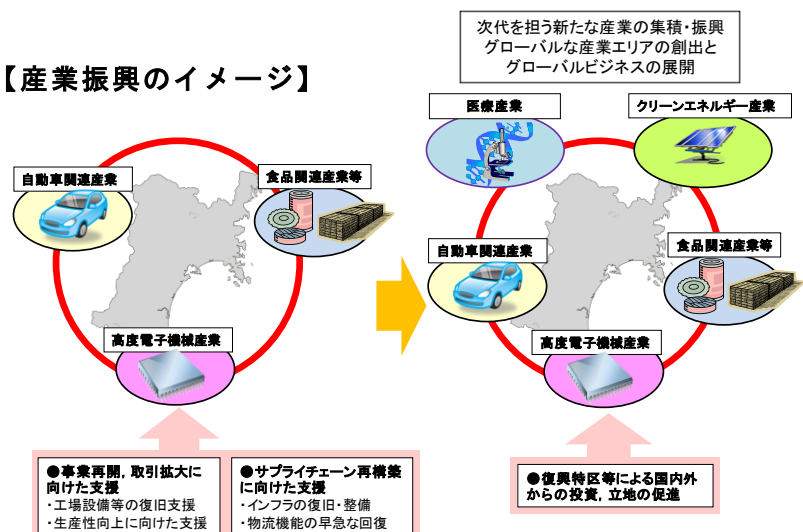 次代を担う新たな産業の集積・振興
グローバルな産業エリアの創出と
グローバルビジネスの展開
【産業振興のイメージ】
自動車関連産業
食品関連産業等
高度電子機械産業
●事業再開，取引拡大に
向けた支援
・工場設備等の復旧支援
・生産性向上に向けた支援
●サプライチェーン再構築
に向けた支援
・インフラの復旧・整備
・物流機能の早急な回復
医療産業
クリーンエネルギー産業
自動車関連産業
食品関連産業等
高度電子機械産業
●復興特区等による国内外
からの投資，立地の促進